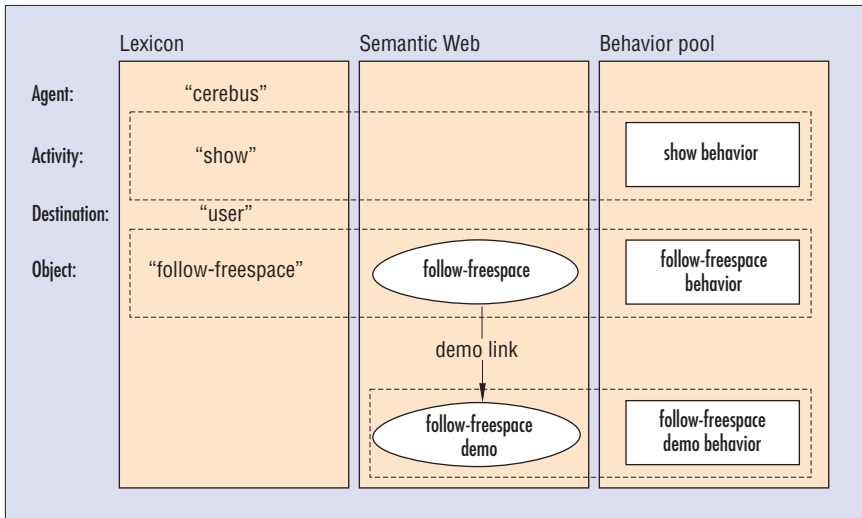 Lexicon Semantic Web Behavior pool
Agent: “cerebus”
Activity: “show” show behavior
Destination: “user”
Object: “follow-freespace” follow-freespace follow-freespace
behavior
demo link
follow-freespace
demo
follow-freespace
demo behavior